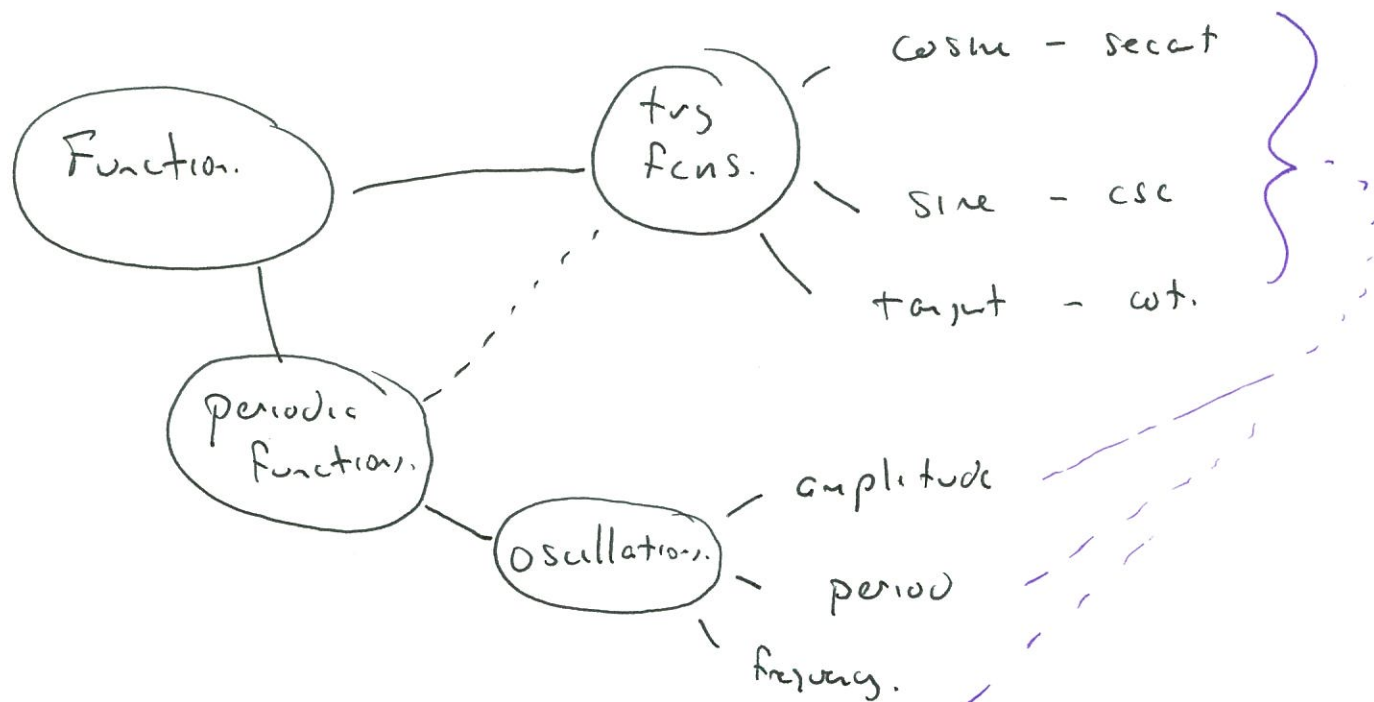 Function.
trig
fcns.
cosine - secant
sine - csc
tangent - cot.
periodic
functions.
oscillations.
amplitude
period
frequency.